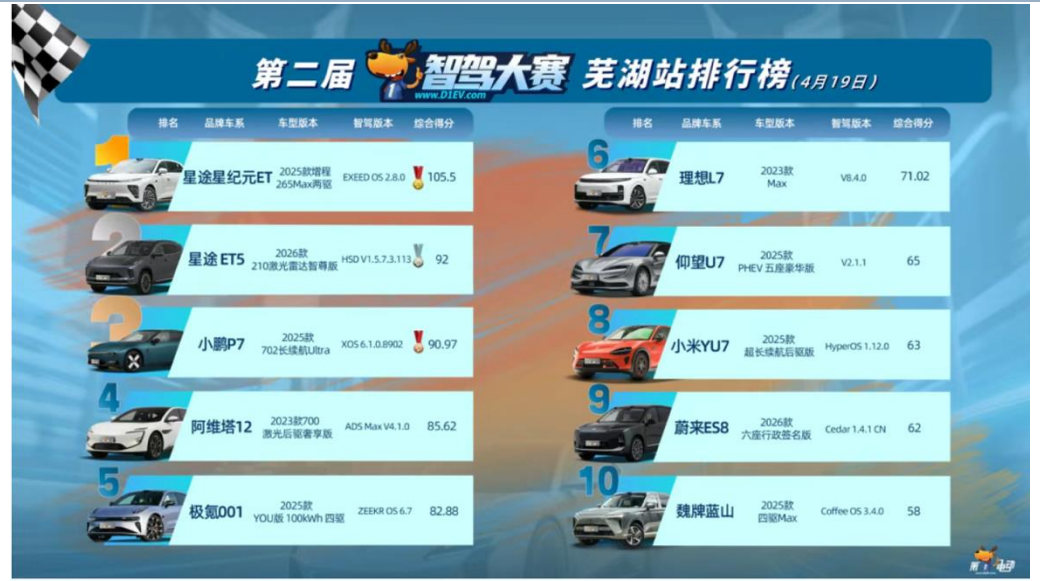 第二届 智驾大赛 芜湖站排行榜(4月19日)
www.D1EV.com
排名 品牌车系 车型版本 智驾版本 综合得分
1
星途星纪元ET
2025款增程
265Max两驱
EXEED OS 2.8.0
105.5
2
星途ET5
2026款
210激光雷达智尊版
HSD V1.5.7.3.113
92
3
小鹏P7
2025款
702长续航Ultra
XOS 6.1.0.8902
90.97
4
阿维塔12
2023款700
激光后驱奢享版
ADS Max V4.1.0
85.62
5
极氪001
2025款
YOU版 100kWh 四驱
ZEEKR OS 6.7
82.88
排名 品牌车系 车型版本 智驾版本 综合得分
6
理想L7
2023款
Max
V8.4.0
71.02
7
仰望U7
2025款
PHEV 五座豪华版
V2.1.1
65
8
小米YU7
2025款
超长续航后驱版
HyperOS 1.12.0
63
9
蔚来ES8
2026款
六座行政签名版
Cedar 1.4.1 CN
62
10
魏牌蓝山
2025款
四驱Max
Coffee OS 3.4.0
58
第1电动